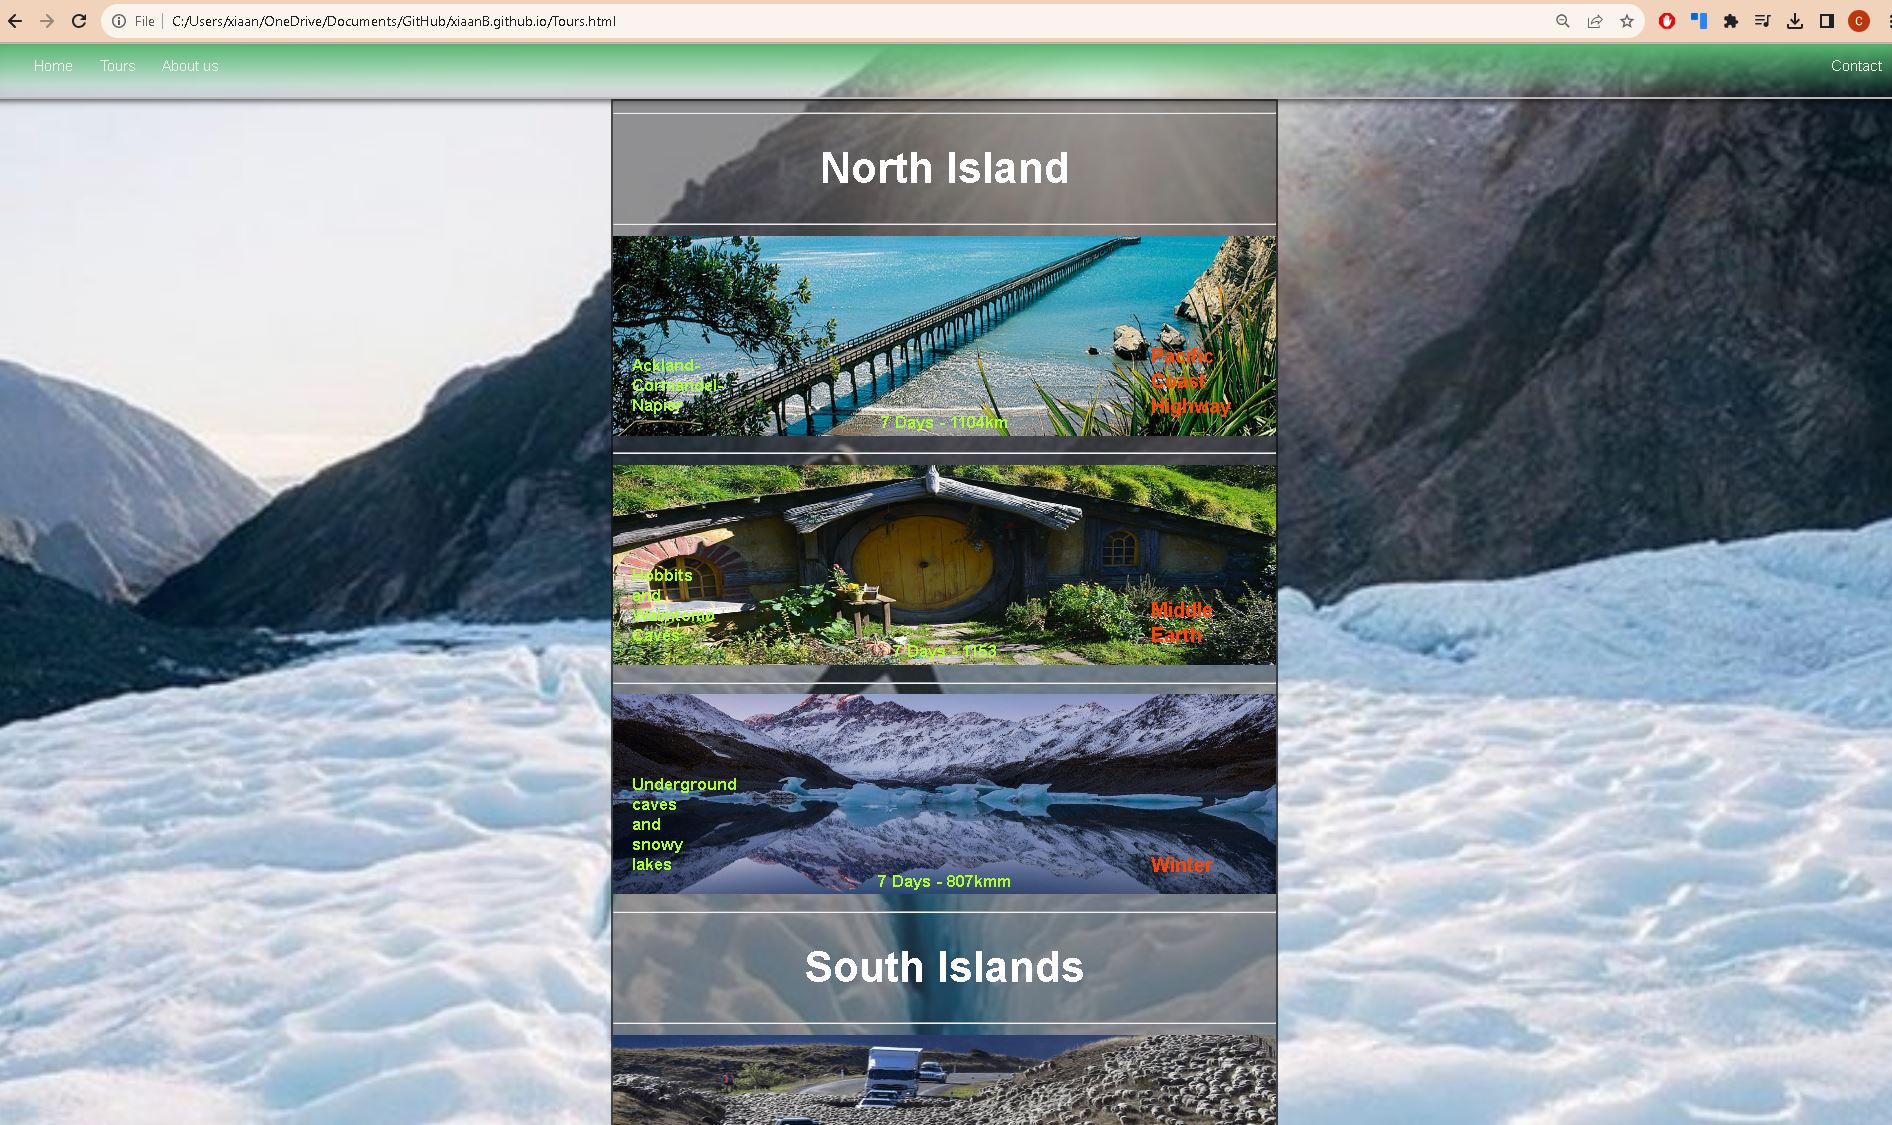 File | C:/Users/xiaan/OneDrive/Documents/GitHub/xiaanB.github.io/Tours.html
C
Home Tours About us Contact
North Island
Ackland-
Cormandel-
Napier
Pacific
Coast
Highway
7 Days - 1104km
Hobbits
and
Waiotomo
Caves
Middle
Earth
7 Days - 1153
Underground
caves
and
snowy
lakes
Winter
7 Days - 807kmm
South Islands